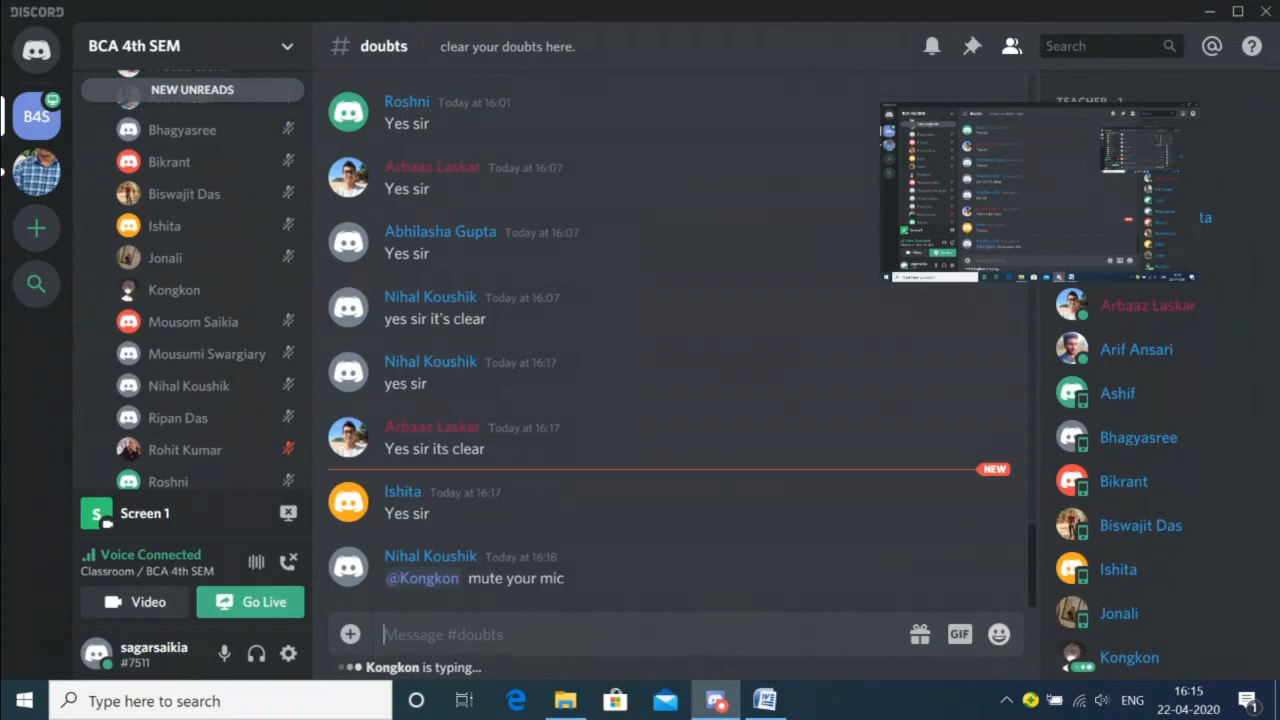 DISCORD
BCA 4th SEM
# doubts
clear your doubts here.
Search
NEW UNREADS
B4S
Bhagyasree
Bikrant
Biswajit Das
Ishita
Jonali
Kongkon
Mousom Saikia
Mousumi Swargiary
Nihal Koushik
Ripan Das
Rohit Kumar
Roshni
S
Screen 1
Voice Connected
Classroom / BCA 4th SEM
Video
Go Live
sagarsaikia
#7511
Roshni Today at 16:01
Yes sir
Arbaaz Laskar Today at 16:07
Yes sir
Abhilasha Gupta Today at 16:07
Yes sir
Nihal Koushik Today at 16:07
yes sir it's clear
Nihal Koushik Today at 16:17
yes sir
Arbaaz Laskar Today at 16:17
Yes sir its clear
NEW
Ishita Today at 16:17
Yes sir
Nihal Koushik Today at 16:18
@Kongkon mute your mic
Message #doubts
GIF
Kongkon is typing...
ta
Arbaaz Laskar
Arif Ansari
Ashif
Bhagyasree
Bikrant
Biswajit Das
Ishita
Jonali
Kongkon
Type here to search
ENG
16:15
22-04-2020
1